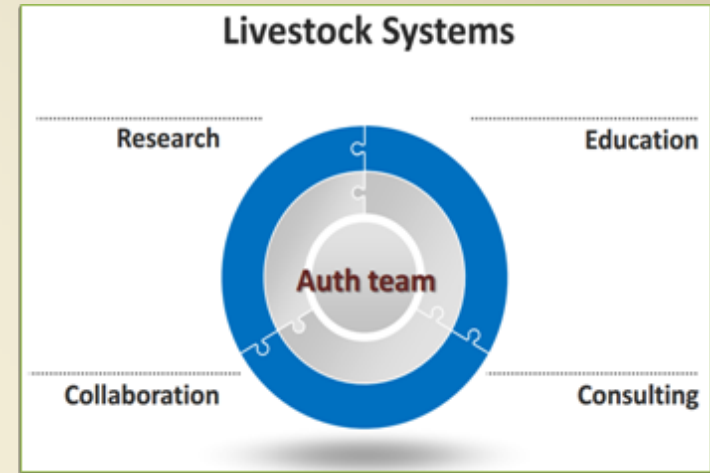 Livestock Systems
Research
Education
Auth team
Collaboration
Consulting